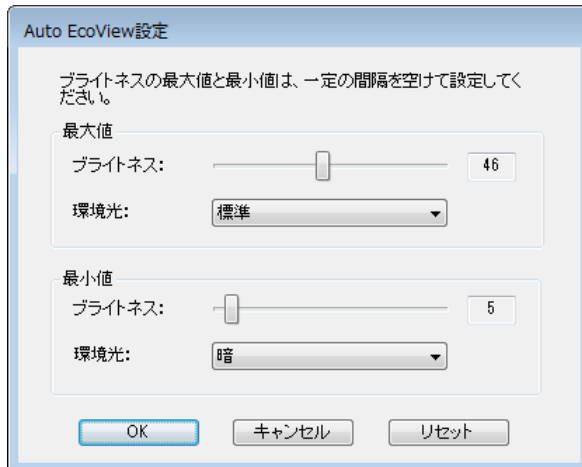 Auto EcoView設定
ブライトネスの最大値と最小値は、一定の間隔を空けて設定してく
ださい。
最大値
ブライトネス: 46
環境光: 標準
最小値
ブライトネス: 5
環境光: 暗
OK キャンセル リセット